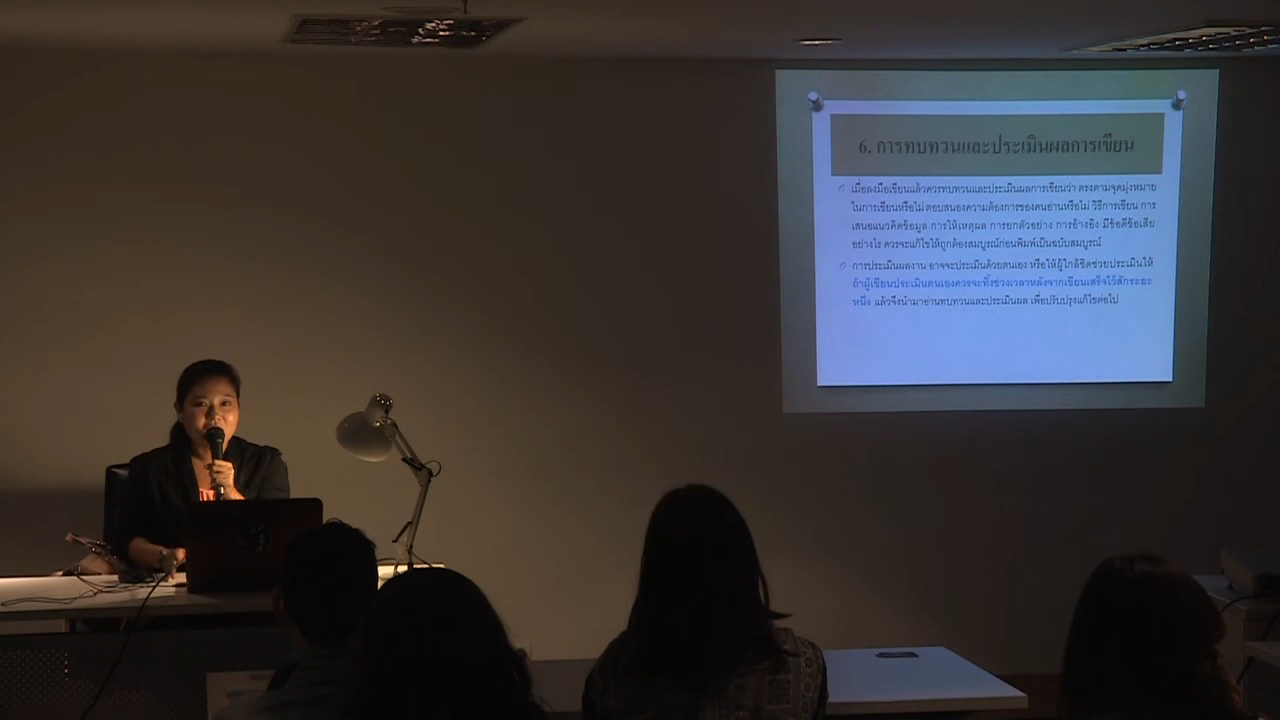 6. การทบทวนและประเมินผลการเขียน
เมื่อลงมือเขียนแล้วควรทบทวนและประเมินผลการเขียนว่า ตรงตามจุดมุ่งหมาย
ในการเขียนหรือไม่ ตอบสนองความต้องการของคนอ่านหรือไม่ วิธีการเขียน การ
เสนอแนวคิดข้อมูล การให้เหตุผล การยกตัวอย่าง การอ้างอิง มีข้อดีข้อเสีย
อย่างไร ควรจะแก้ไขให้ถูกต้องสมบูรณ์ก่อนพิมพ์เป็นฉบับสมบูรณ์
การประเมินผลงาน อาจจะประเมินด้วยตนเอง หรือให้ผู้ใกล้ชิดช่วยประเมินให้
ถ้าผู้เขียนประเมินตนเองควรจะทิ้งช่วงเวลาหลังจากเขียนเสร็จไว้สักระยะ
หนึ่ง แล้วจึงนำมาอ่านทบทวนและประเมินผล เพื่อปรับปรุงแก้ไขต่อไป